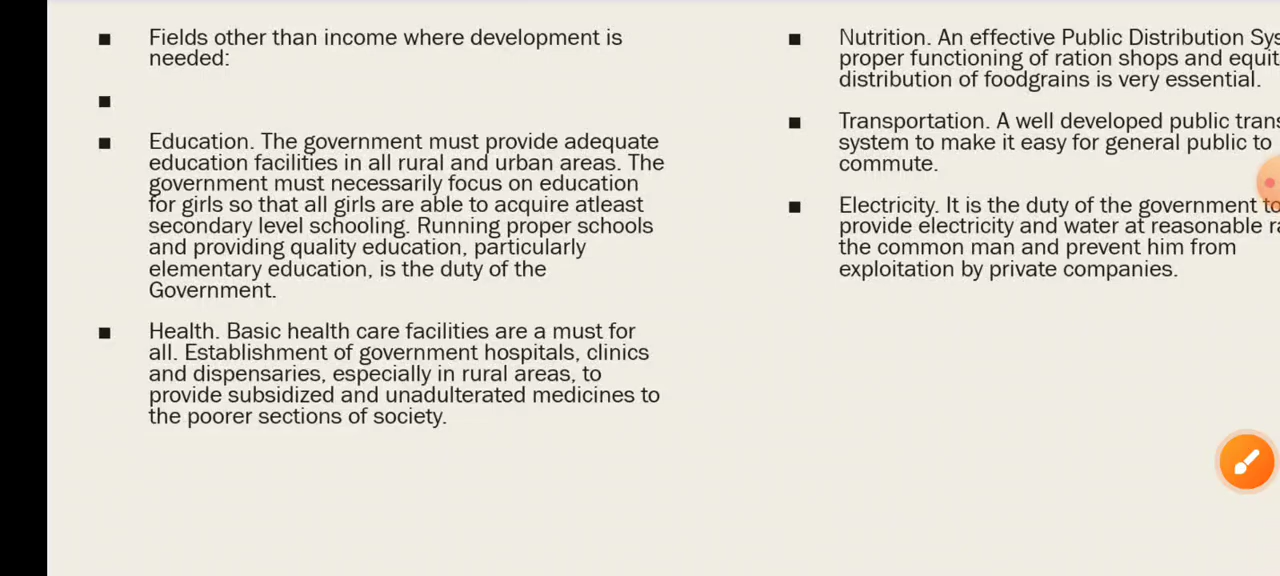 Fields other than income where development is
needed:
Education. The government must provide adequate
education facilities in all rural and urban areas. The
government must necessarily focus on education
for girls so that all girls are able to acquire atleast
secondary level schooling. Running proper schools
and providing quality education, particularly
elementary education, is the duty of the
Government.
Health. Basic health care facilities are a must for
all. Establishment of government hospitals, clinics
and dispensaries, especially in rural areas, to
provide subsidized and unadulterated medicines to
the poorer sections of society.
Nutrition. An effective Public Distribution
proper functioning of ration shops and
distribution of foodgrains is very essential.
Transportation. A well developed public
system to make it easy for general public to
commute.
Electricity. It is the duty of the government to
provide electricity and water at reasonable
the common man and prevent him from
exploitation by private companies.